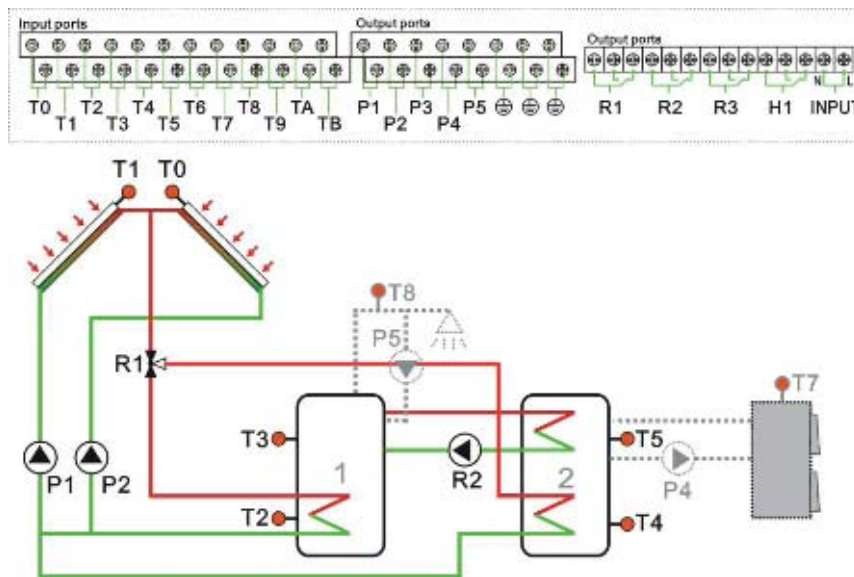 Input ports
Output ports
Output ports
T0 T2 T4 T6 T8 TA
T1 T3 T5 T7 T9 TB
P1 P3 P5
P2 P4
R1 R2 R3 H1 INPUT
N L
T1 T0
T8
P5
R1
T7
T3
T5
1
R2
2
P4
P1 P2
T2
T4